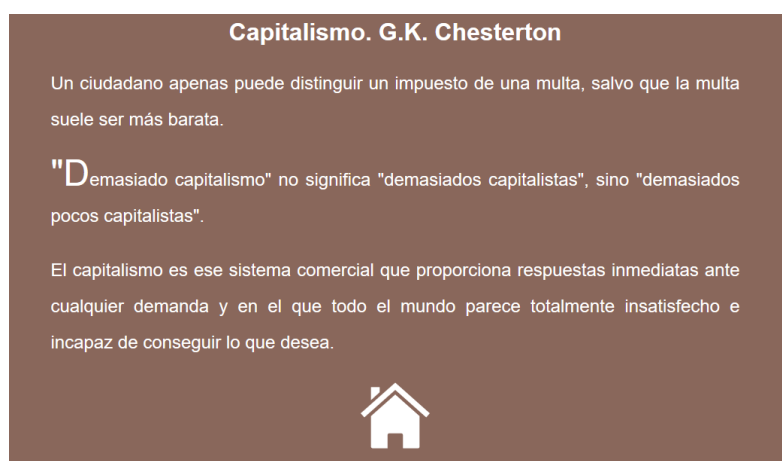 Capitalismo. G.K. Chesterton
Un ciudadano apenas puede distinguir un impuesto de una multa, salvo que la multa
suele ser más barata.
"Demasiado capitalismo" no significa "demasiados capitalistas", sino "demasiados
pocos capitalistas".
El capitalismo es ese sistema comercial que proporciona respuestas inmediatas ante
cualquier demanda y en el que todo el mundo parece totalmente insatisfecho e
incapaz de conseguir lo que desea.